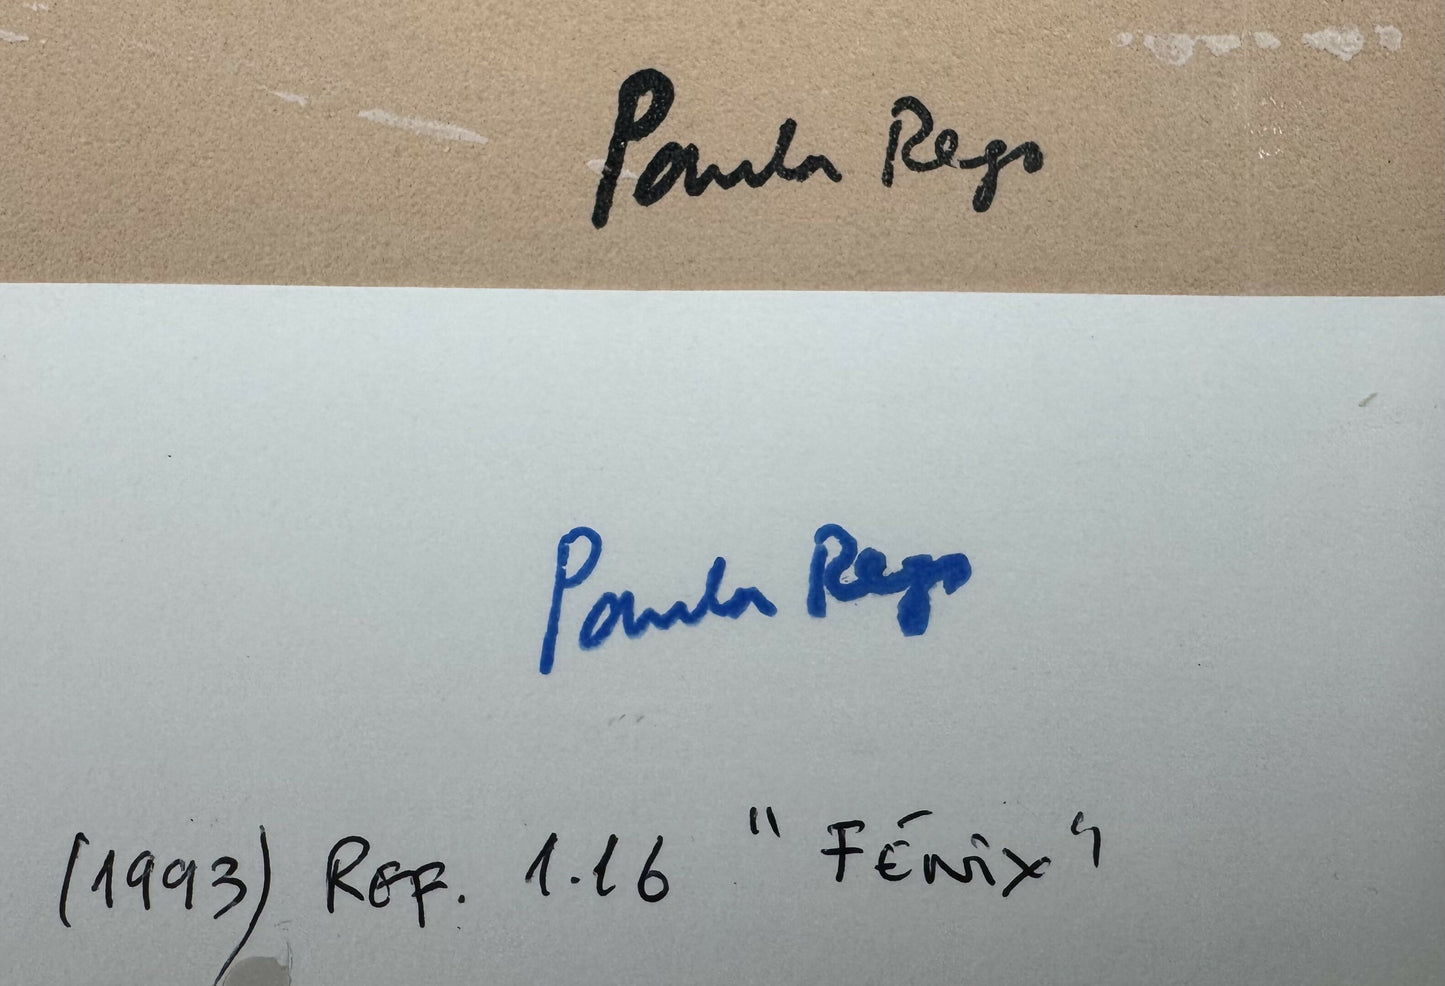 Paula Rego
Paula Rego
(1993) REF. 1.16 "FÉNIX"